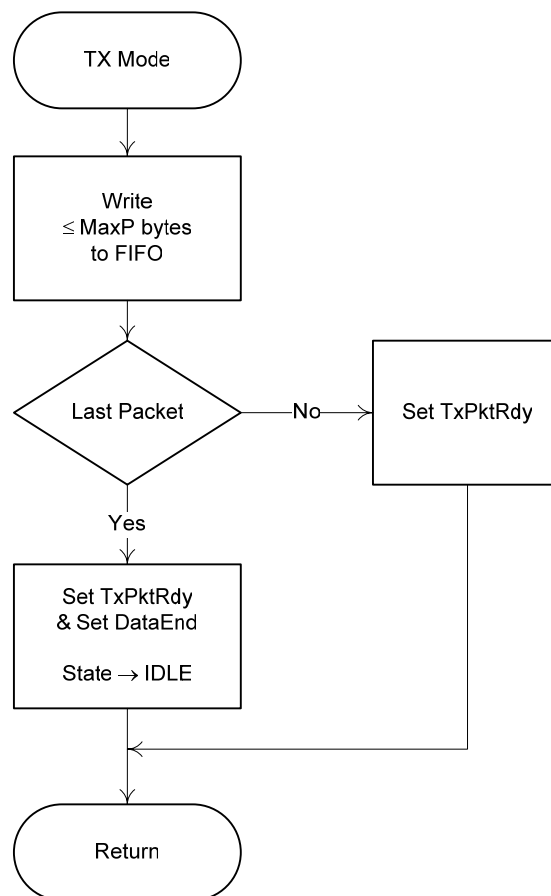 TX Mode
Write
≤ MaxP bytes
to FIFO
Last Packet
No
Set TxPktRdy
Yes
Set TxPktRdy
& Set DataEnd
State → IDLE
Return